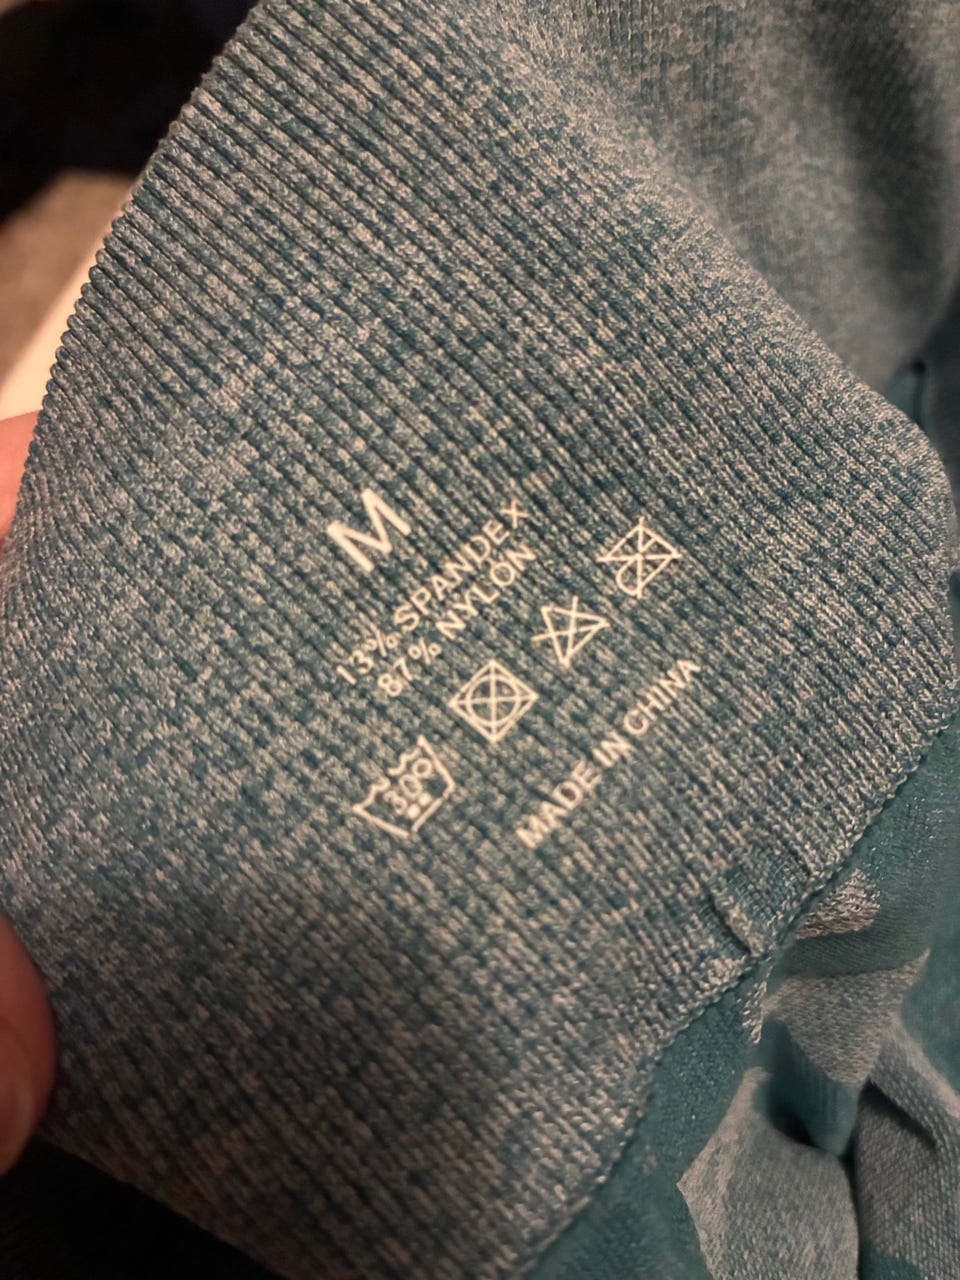 M
13% SPANDEX
87% NYLON
30°
MADE IN CHINA